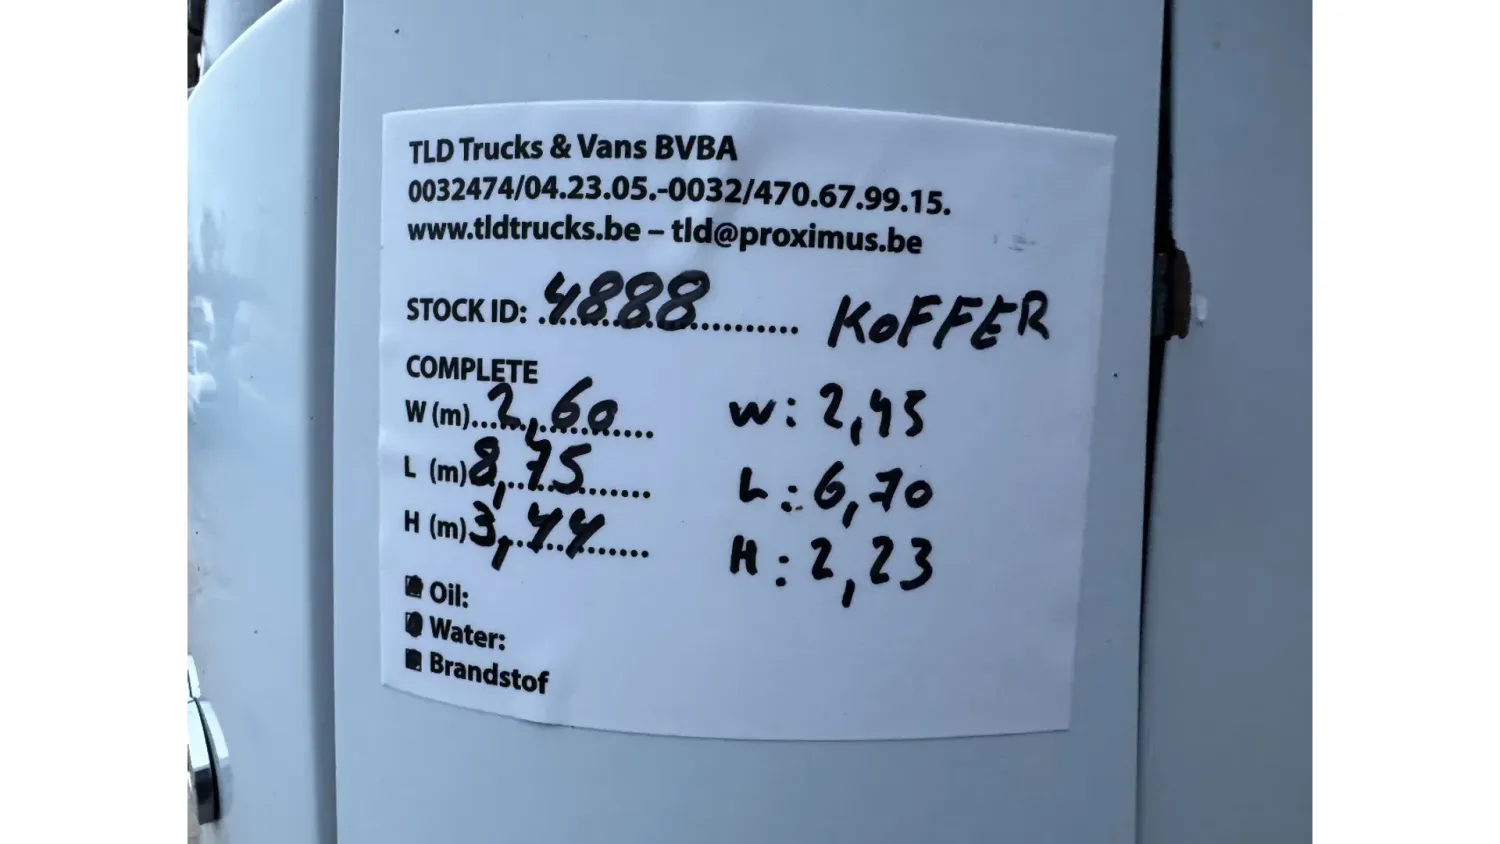 TLD Trucks & Vans BVBA
0032474/04.23.05.-0032/470.67.99.15.
www.tldtrucks.be – tld@proximus.be
STOCK ID: 4888 KOFFER
COMPLETE
W (m) 2,60 W: 2,45
L (m) 8,75 L: 6,70
H (m) 3,44 H: 2,23
Oil:
Water:
Brandstof